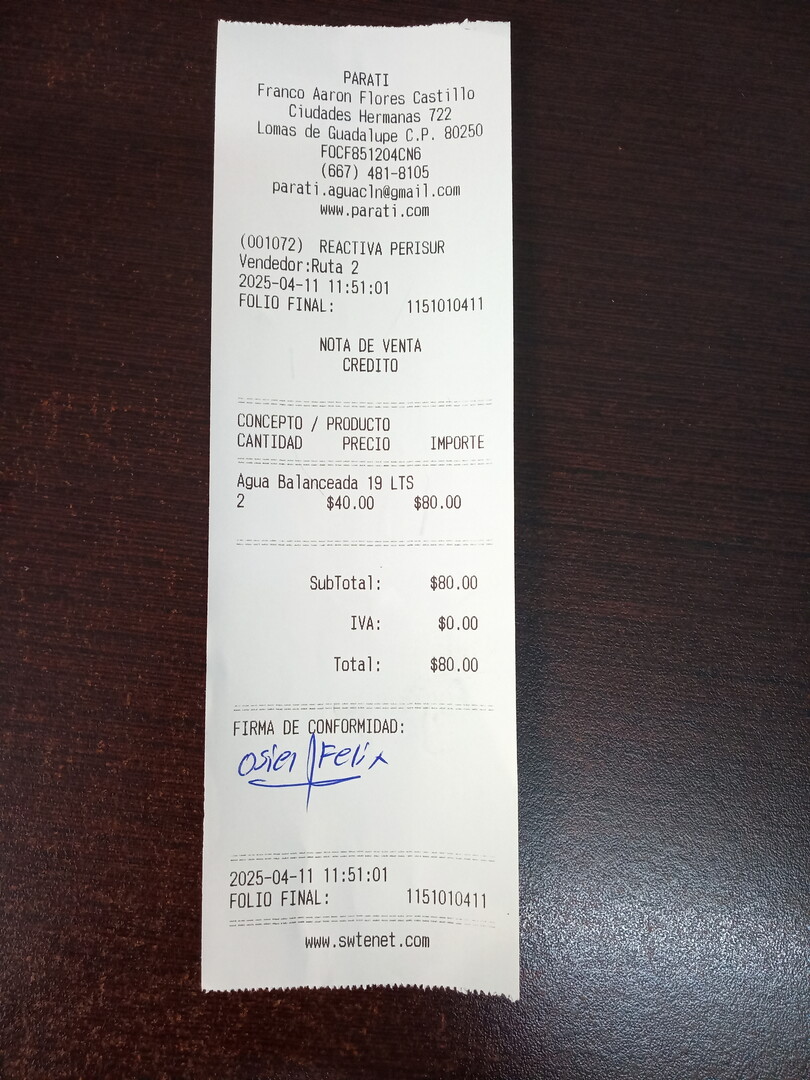 PARATI
Franco Aaron Flores Castillo
Ciudades Hermanas 722
Lomas de Guadalupe C.P. 80250
FOCF851204CN6
(667) 481-8105
parati.aguacln@gmail.com
www.parati.com
(001072) REACTIVA PERISUR
Vendedor:Ruta 2
2025-04-11 11:51:01
FOLIO FINAL: 1151010411
NOTA DE VENTA
CREDITO
CONCEPTO / PRODUCTO
CANTIDAD PRECIO IMPORTE
Agua Balanceada 19 LTS
2 $40.00 $80.00
SubTotal: $80.00
IVA: $0.00
Total: $80.00
FIRMA DE CONFORMIDAD:
Osiel Felix
2025-04-11 11:51:01
FOLIO FINAL: 1151010411
www.swtenet.com